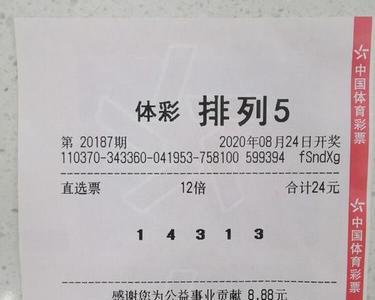 体彩 排列5
第 20187期 2020年08月24日开奖
110370-343360-041953-758100 599394 fSndXg
直选票 12倍 合计24元
1 4 3 1 3
感谢您为公益事业贡献 8.88元
中国体育彩票
中国体育彩票